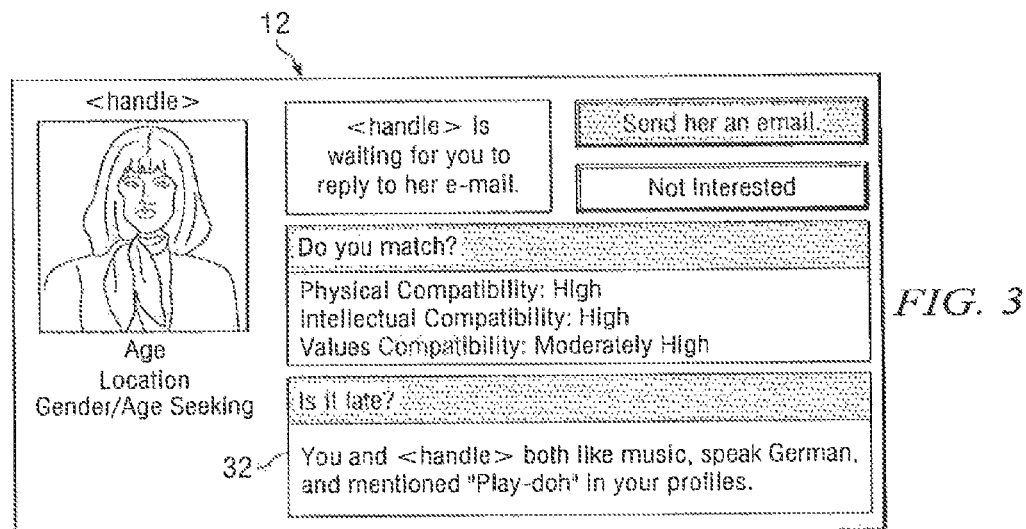 12
<handle>
<handle> Is
waiting for you to
reply to her e-mail.
Send her an email.
Not Interested
Do you match?
Physical Compatibility: High
Intellectual Compatibility: High
Values Compatibility: Moderately High
FIG. 3
Age
Location
Gender/Age Seeking
Is it fate?
32
You and <handle> both like music, speak German,
and mentioned "Play-doh" in your profiles.